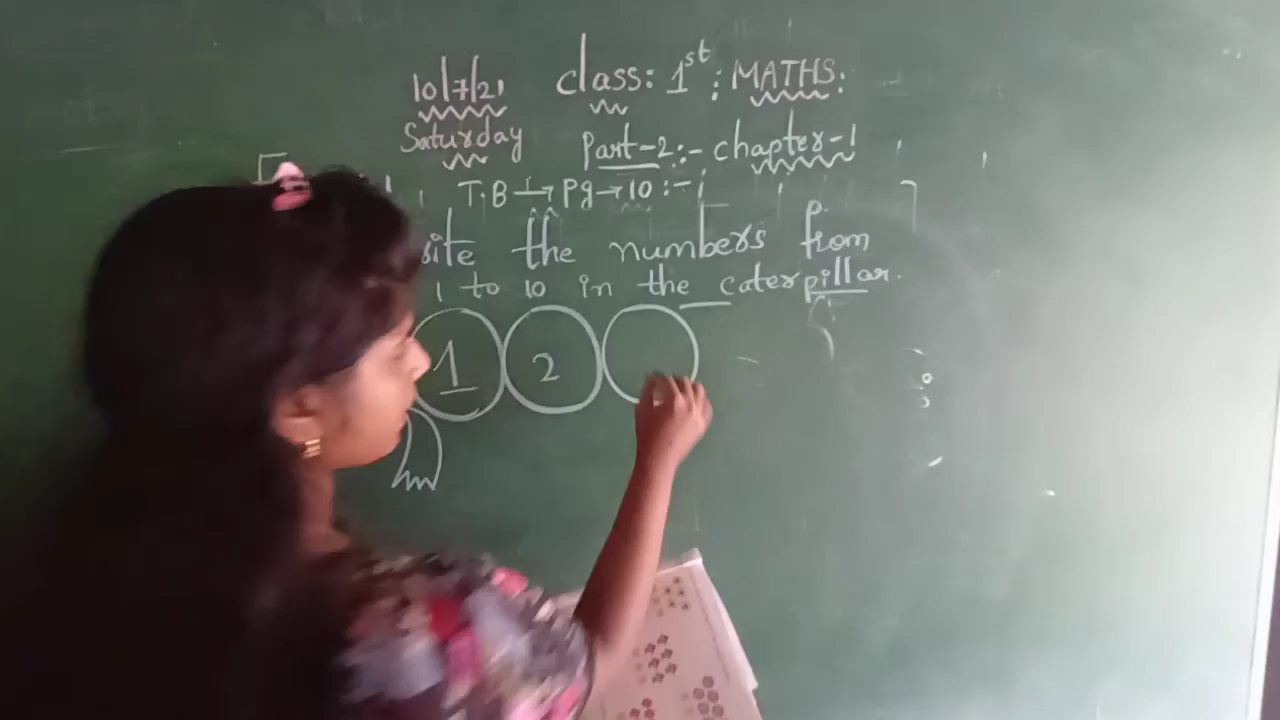 10/7/21 class: 1st : MATHS:
Saturday Part-2:- chapter-1
T.B → Pg → 10 :-
the numbers from
1 to 10 in the caterpillar.
1 2